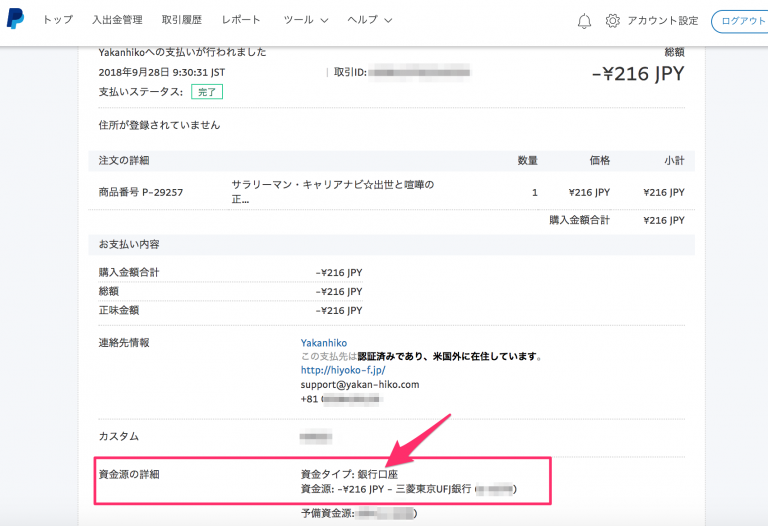 トップ 入出金管理 取引履歴 レポート ツール ヘルプ アカウント設定 ログアウト
Yakanhikoへの支払いが行われました 総額
2018年9月28日 9:30:31 JST | 取引ID: -¥216 JPY
支払いステータス: 完了
住所が登録されていません
注文の詳細 数量 価格 小計
商品番号 P-29257 サラリーマン・キャリアナビ☆出世と喧嘩の
正... 1 ¥216 JPY ¥216 JPY
購入金額合計 ¥216 JPY
お支払い内容
購入金額合計 -¥216 JPY
総額 -¥216 JPY
正味金額 -¥216 JPY
連絡先情報 Yakanhiko
この支払先は認証済みであり、米国外に在住しています。
http://hiyoko-f.jp/
support@yakan-hiko.com
+81
カスタム
資金源の詳細 資金タイプ: 銀行口座
資金源: -¥216 JPY - 三菱東京UFJ銀行 ( )
予備資金源: )